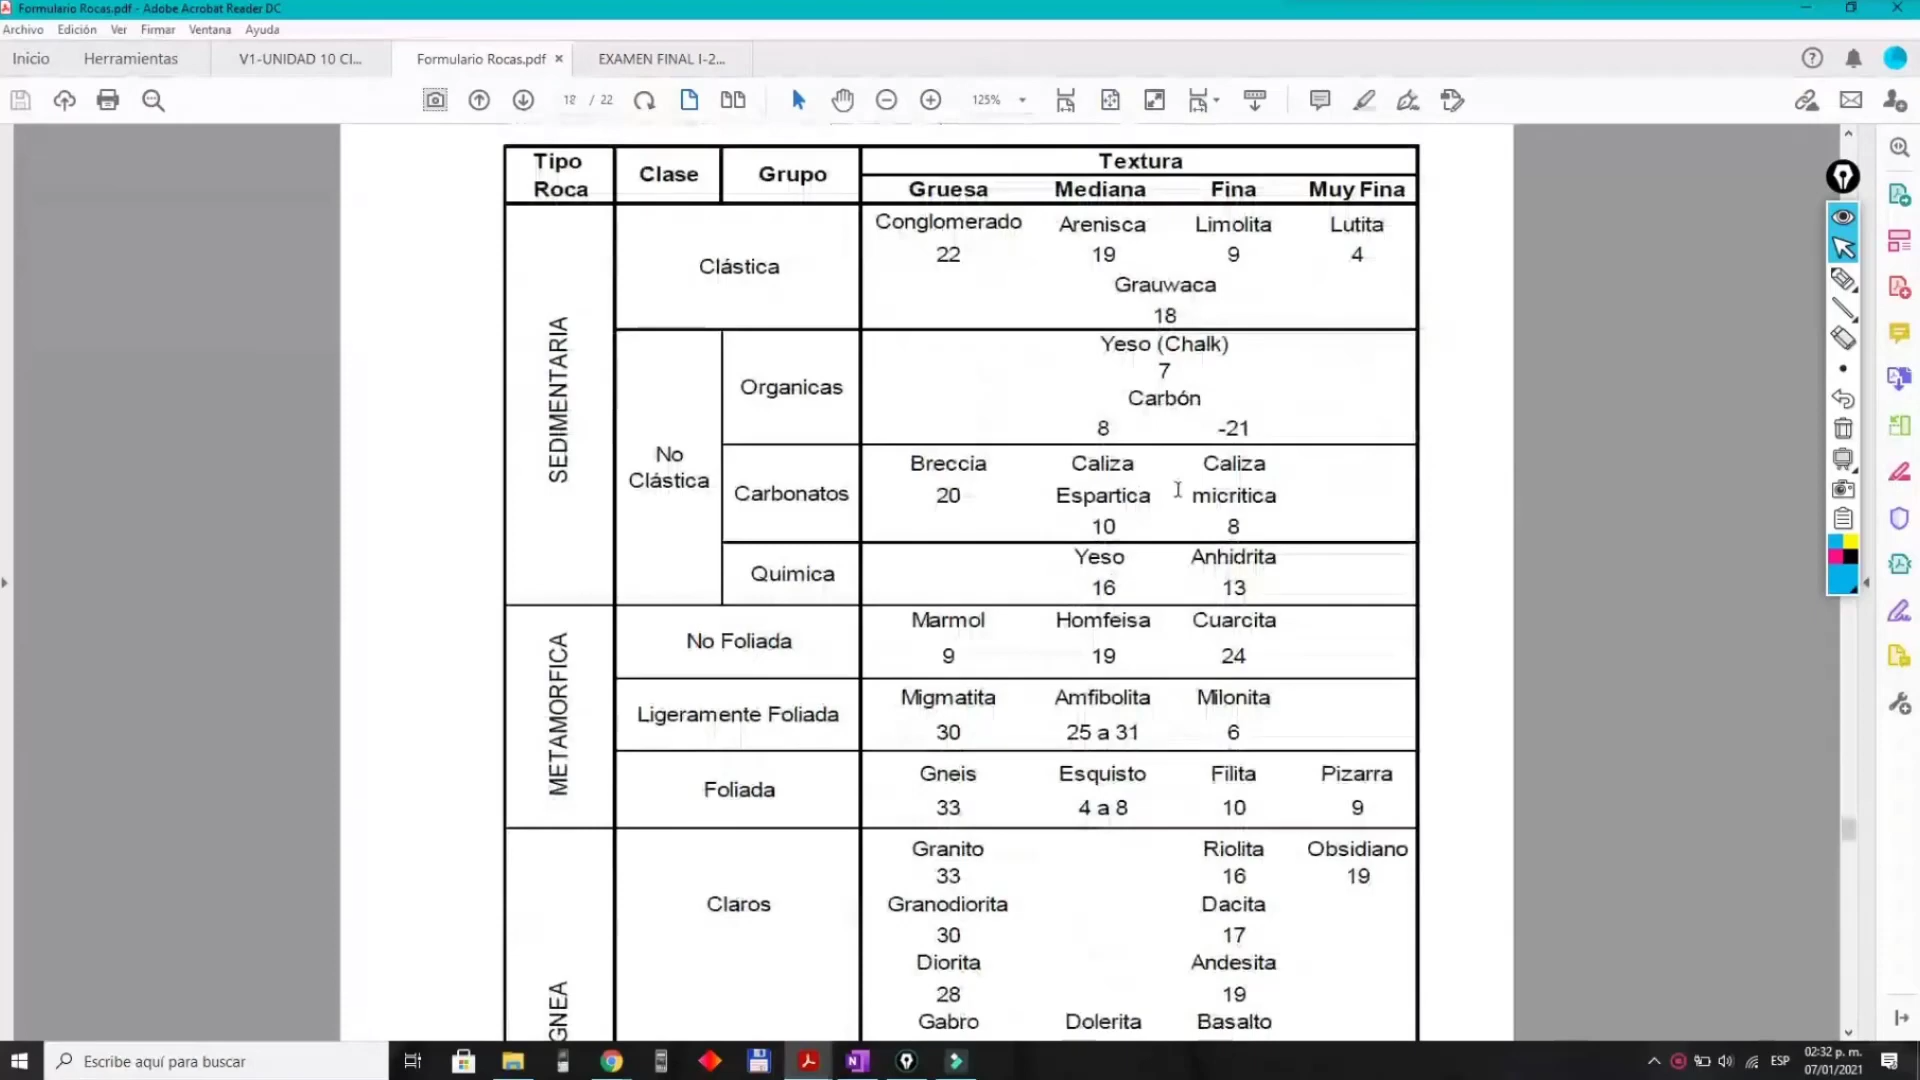 Formulario Rocas.pdf - Adobe Acrobat Reader DC
Archivo Edición Ver Firmar Ventana Ayuda
Inicio Herramientas V1-UNIDAD 10 CI... Formulario Rocas.pdf × EXAMEN FINAL I-2...
18 / 22 125%
Tipo Roca Clase Grupo Textura
Gruesa Mediana Fina Muy Fina
SEDIMENTARIA
Clástica
Conglomerado Arenisca Limolita Lutita
22 19 9 4
Grauwaca
18
No Clástica
Organicas
Yeso (Chalk)
7
Carbón
8 -21
Carbonatos
Breccia Caliza Caliza
20 Espartica micritica
10 8
Quimica
Yeso Anhidrita
16 13
METAMORFICA
No Foliada
Marmol Homfeisa Cuarcita
9 19 24
Ligeramente Foliada
Migmatita Amfibolita Milonita
30 25 a 31 6
Foliada
Gneis Esquisto Filita Pizarra
33 4 a 8 10 9
GNEA
Claros
Granito Riolita Obsidiano
33 16 19
Granodiorita Dacita
30 17
Diorita Andesita
28 19
Gabro Dolerita Basalto
Escribe aquí para buscar
ESP
02:32 p. m.
07/01/2021